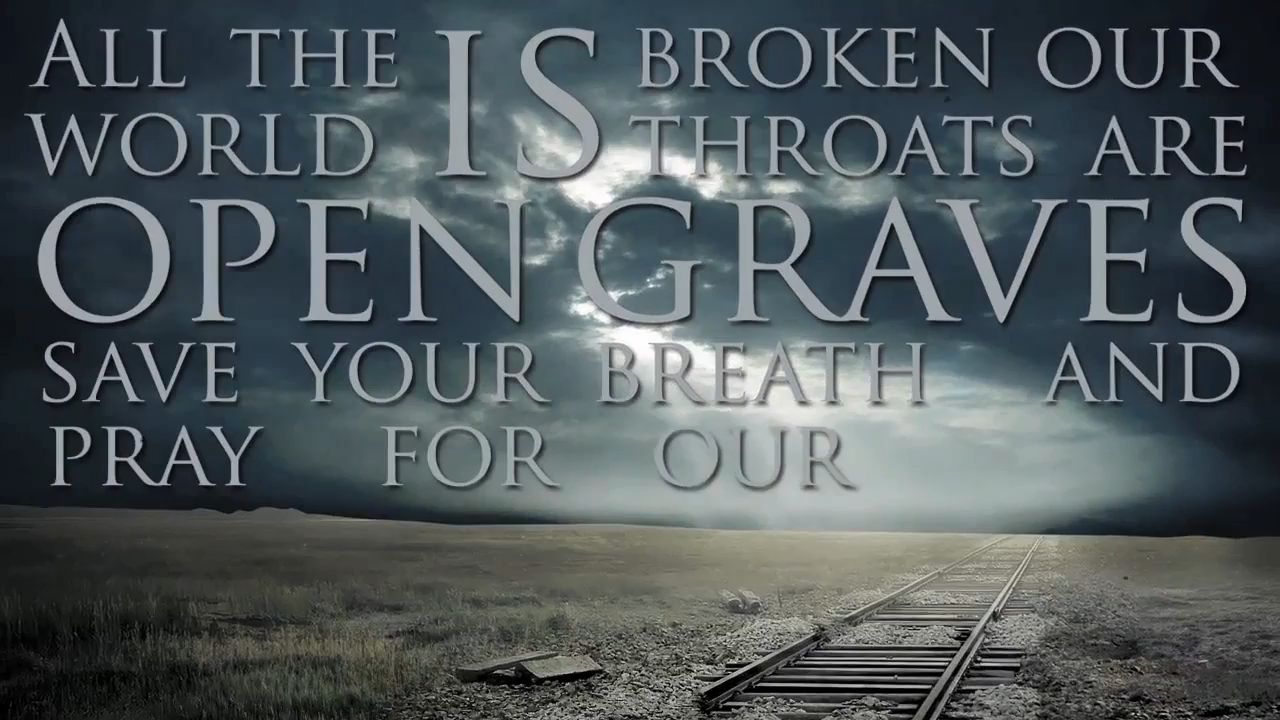 ALL THE IS BROKEN OUR
WORLD THROATS ARE
OPEN GRAVES
SAVE YOUR BREATH AND
PRAY FOR OUR